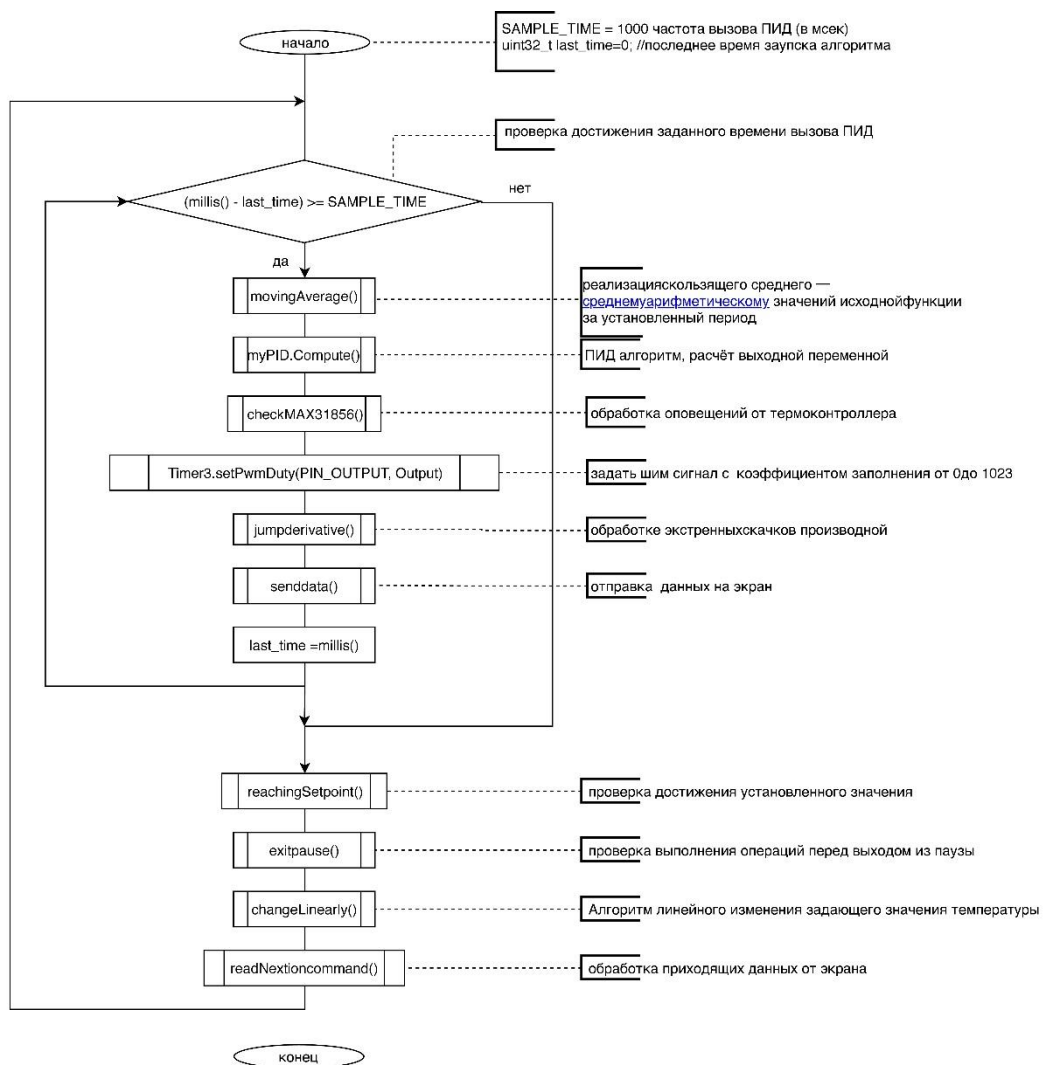 начало
SAMPLE_TIME = 1000 частота вызова ПИД (в мсек)
uint32_t last_time=0; //последнее время заупска алгоритма
проверка достижения заданного времени вызова ПИД
(millis() - last_time) >= SAMPLE_TIME
нет
да
movingAverage()
реализацияскользящего среднего —
среднемуарифметическому значений исходнойфункции
за установленный период
myPID.Compute()
ПИД алгоритм, расчёт выходной переменной
checkMAX31856()
обработка оповещений от термоконтроллера
Timer3.setPwmDuty(PIN_OUTPUT, Output)
задать шим сигнал с коэффициентом заполнения от 0до 1023
jumpderivative()
обработке экстренныхскачков производной
senddata()
отправка данных на экран
last_time =millis()
reachingSetpoint()
проверка достижения установленного значения
exitpause()
проверка выполнения операций перед выходом из паузы
changeLinearly()
Алгоритм линейного изменения задающего значения температуры
readNextioncommand()
обработка приходящих данных от экрана
конец